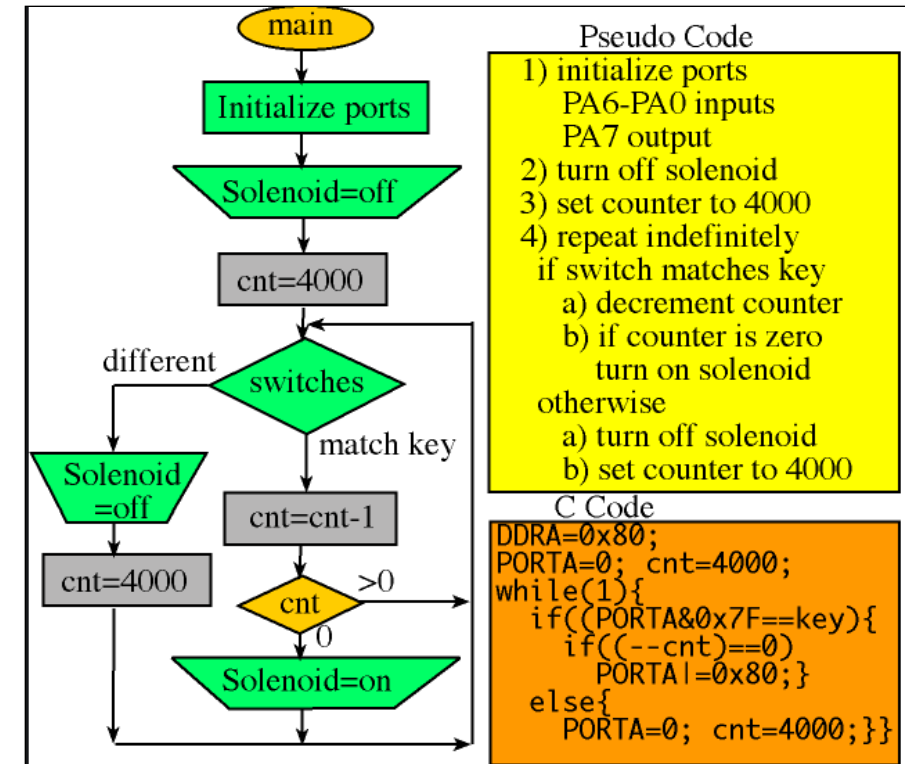 main
Initialize ports
Solenoid=off
cnt=4000
different
switches
match key
Solenoid
=off
cnt=cnt-1
cnt=4000
cnt
>0
0
Solenoid=on
Pseudo Code
1) initialize ports
PA6-PA0 inputs
PA7 output
2) turn off solenoid
3) set counter to 4000
4) repeat indefinitely
if switch matches key
a) decrement counter
b) if counter is zero
turn on solenoid
otherwise
a) turn off solenoid
b) set counter to 4000
C Code
DDRA=0x80;
PORTA=0; cnt=4000;
while(1){
if((PORTA&0x7F==key){
if((--cnt)==0)
PORTA|=0x80;}
else{
PORTA=0; cnt=4000;}}